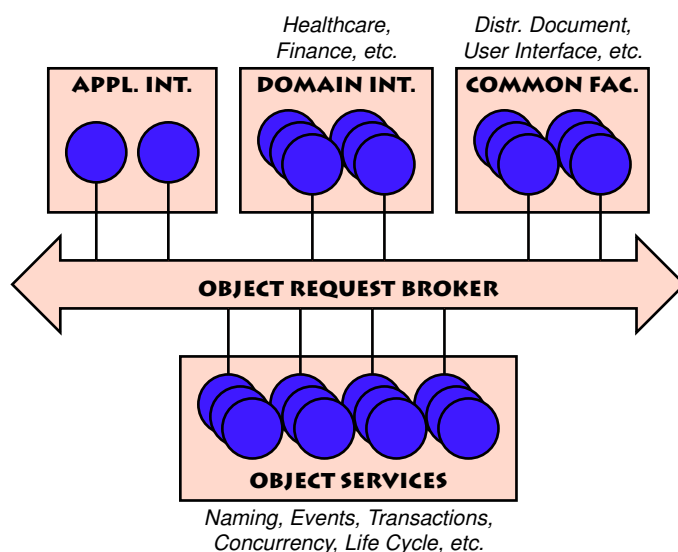 Healthcare,
Finance, etc.
Distr. Document,
User Interface, etc.
APPL. INT.
DOMAIN INT.
COMMON FAC.
OBJECT REQUEST BROKER
OBJECT SERVICES
Naming, Events, Transactions,
Concurrency, Life Cycle, etc.